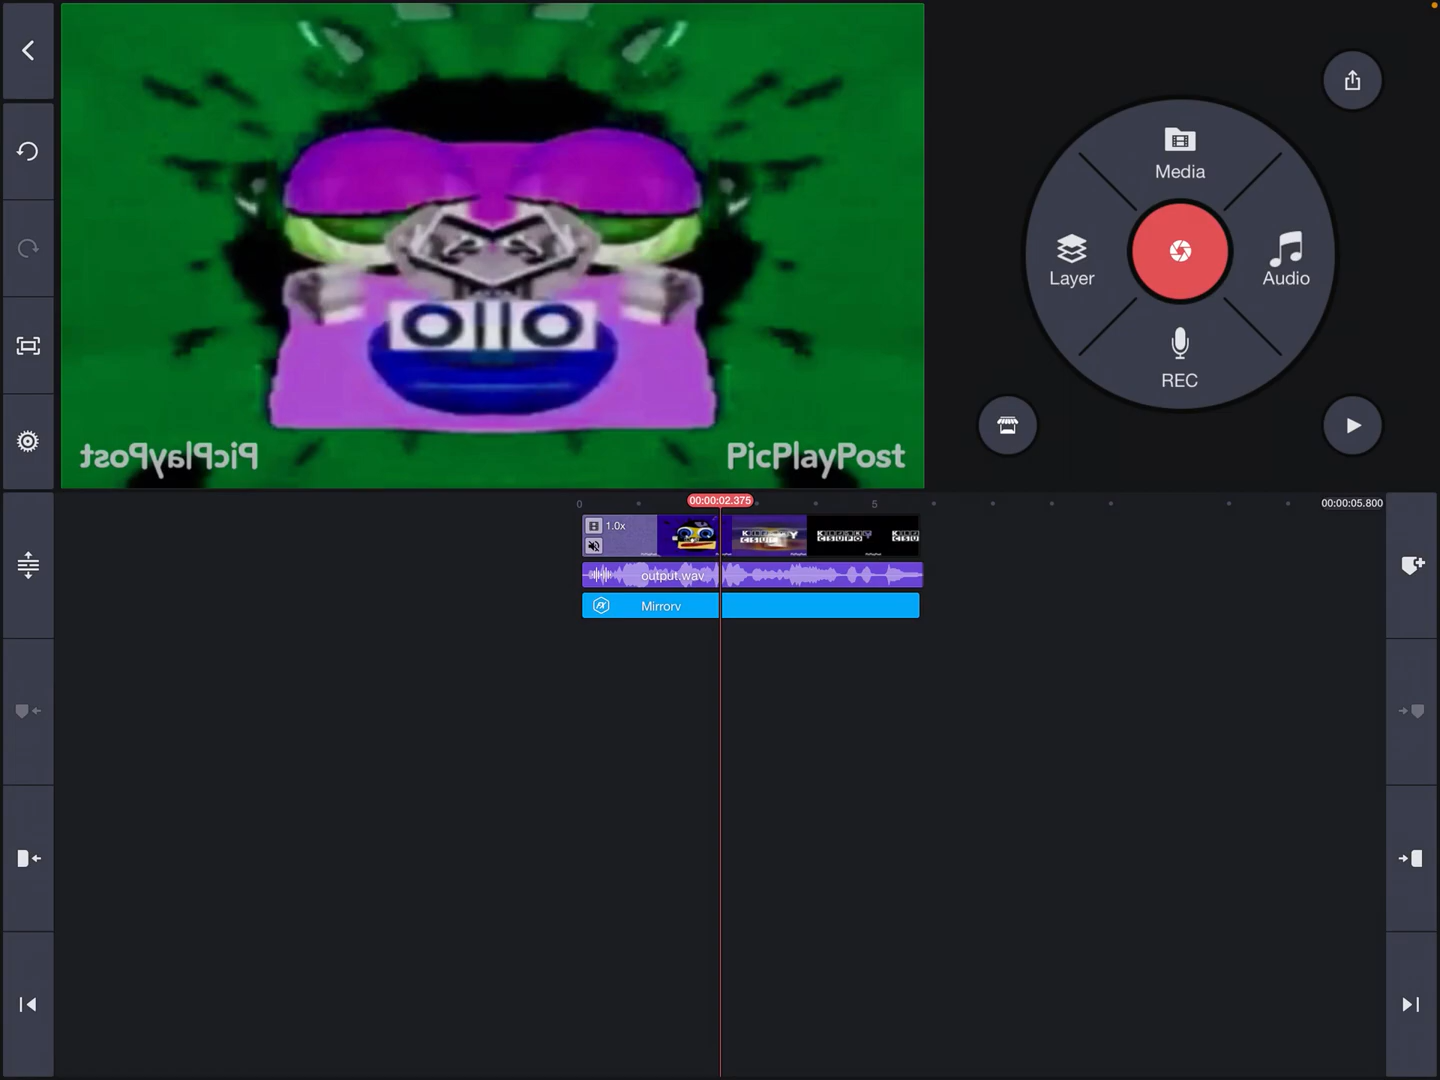 Media
Layer
Audio
REC
PicPlayPost
PicPlayPost
0
00:00:02.375
5
00:00:05.800
1.0x
output.wav
Mirrorv